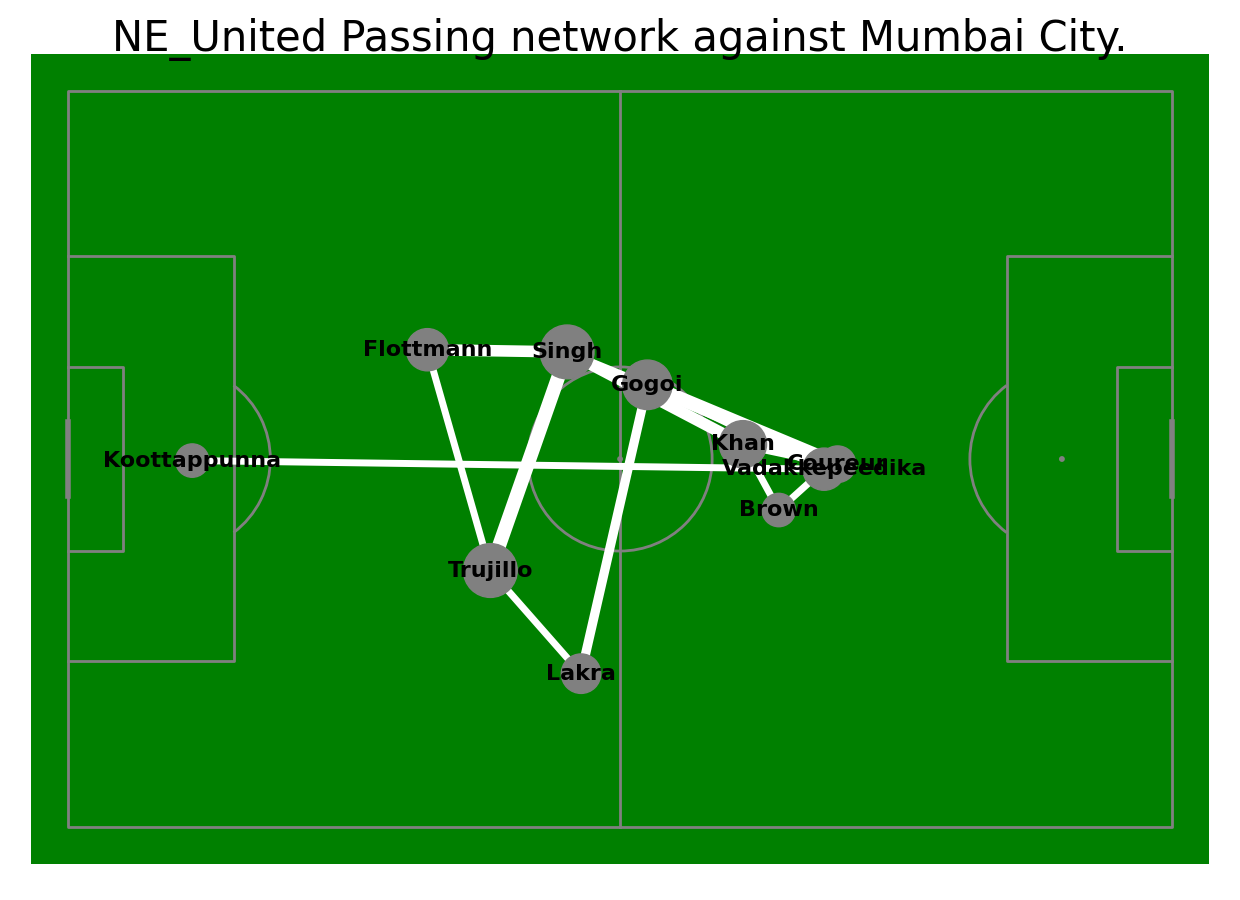 NE_United Passing network against Mumbai City.
Flottmann
Singh
Gogoi
Khan
Koottappunna
Coureur
Vadakkepeedika
Brown
Trujillo
Lakra